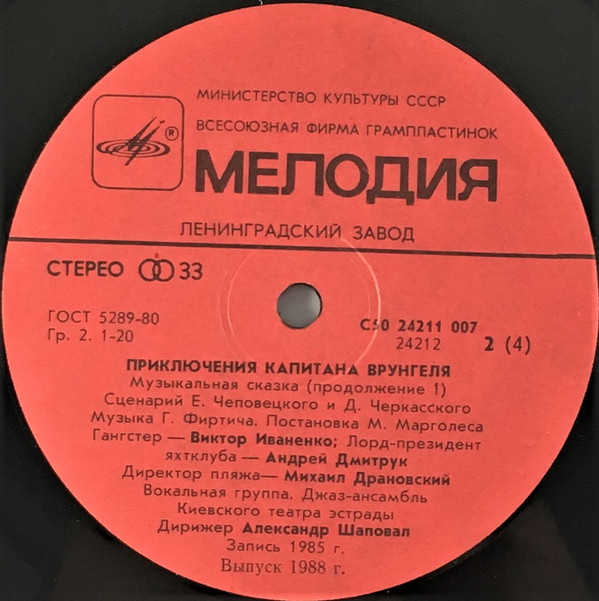 МИНИСТЕРСТВО КУЛЬТУРЫ СССР
ВСЕСОЮЗНАЯ ФИРМА ГРАМПЛАСТИНОК
®
МЕЛОДИЯ
ЛЕНИНГРАДСКИЙ ЗАВОД
СТЕРЕО 33
ГОСТ 5289-80
Гр. 2. 1-20
С50 24211 007
24212 2 (4)
ПРИКЛЮЧЕНИЯ КАПИТАНА ВРУНГЕЛЯ
Музыкальная сказка (продолжение 1)
Сценарий Е. Чеповецкого и Д. Черкасского
Музыка Г. Фиртича. Постановка М. Марголеса
Гангстер — Виктор Иваненко; Лорд-президент
яхтклуба — Андрей Дмитрук
Директор пляжа— Михаил Драновский
Вокальная группа. Джаз-ансамбль
Киевского театра эстрады
Дирижер Александр Шаповал
Запись 1985 г.
Выпуск 1988 г.